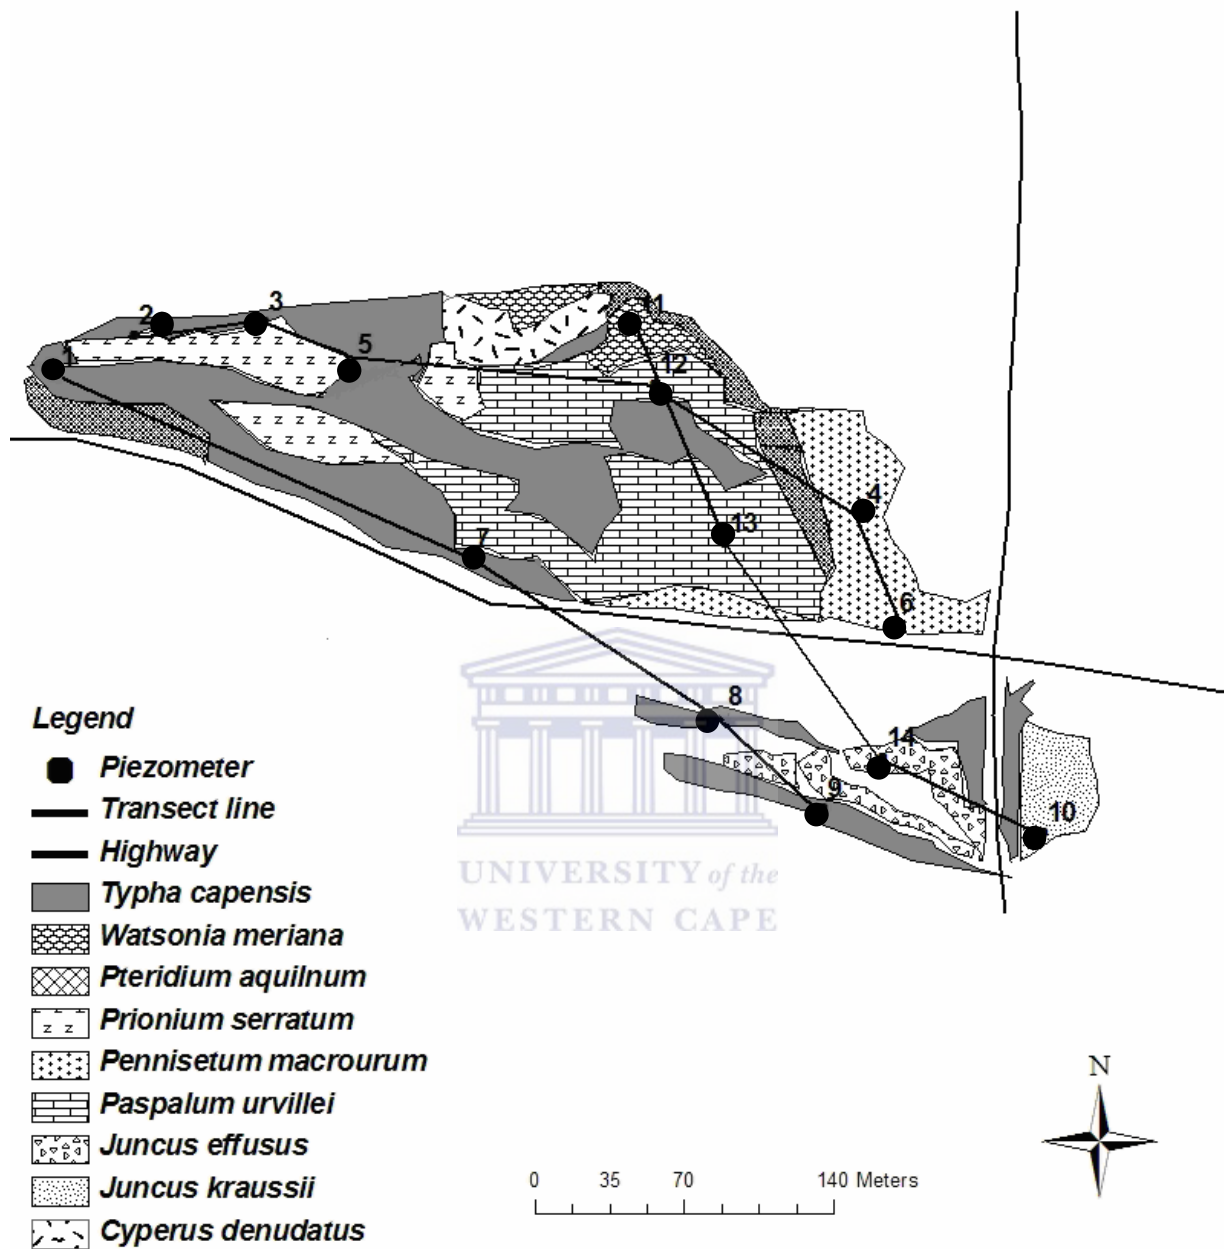 2
3
11
1
5
12
4
13
7
6
8
14
9
10
UNIVERSITY of the
WESTERN CAPE
Legend
Piezometer
Transect line
Highway
Typha capensis
Watsonia meriana
Pteridium aquilnum
Prionium serratum
Pennisetum macrourum
Paspalum urvillei
Juncus effusus
Juncus kraussii
Cyperus denudatus
N
0 35 70 140 Meters